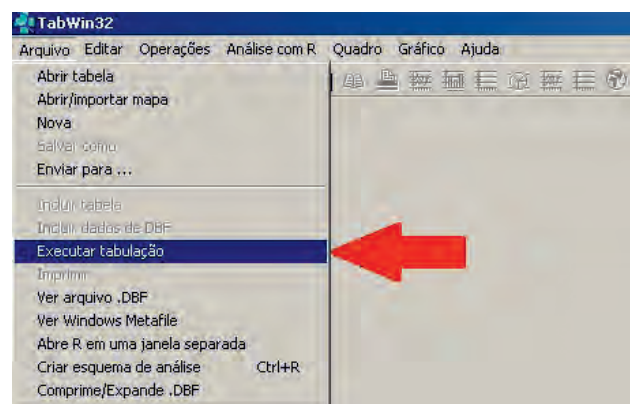 TabWin32
Arquivo Editar Operações Análise com R Quadro Gráfico Ajuda
Abrir tabela
Abrir/importar mapa
Nova
Salvar como
Enviar para ...
Incluir tabela
Incluir dados de DBF
Executar tabulação
Imprimir
Ver arquivo .DBF
Ver Windows Metafile
Abre R em uma janela separada
Criar esquema de análise Ctrl+R
Comprime/Expande .DBF